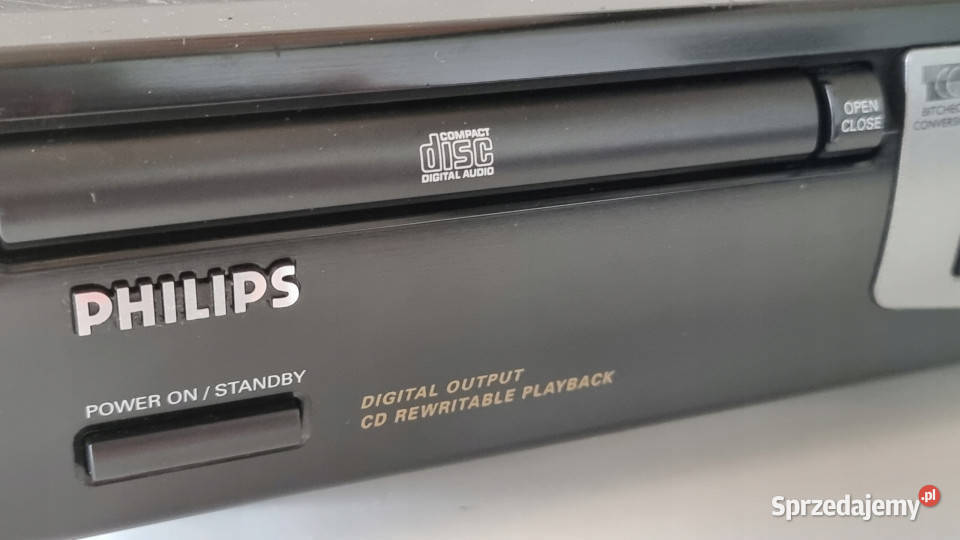 COMPACT
disc
DIGITAL AUDIO
OPEN
CLOSE
PHILIPS
POWER ON / STANDBY
DIGITAL OUTPUT
CD REWRITABLE PLAYBACK
Sprzedajemy.pl